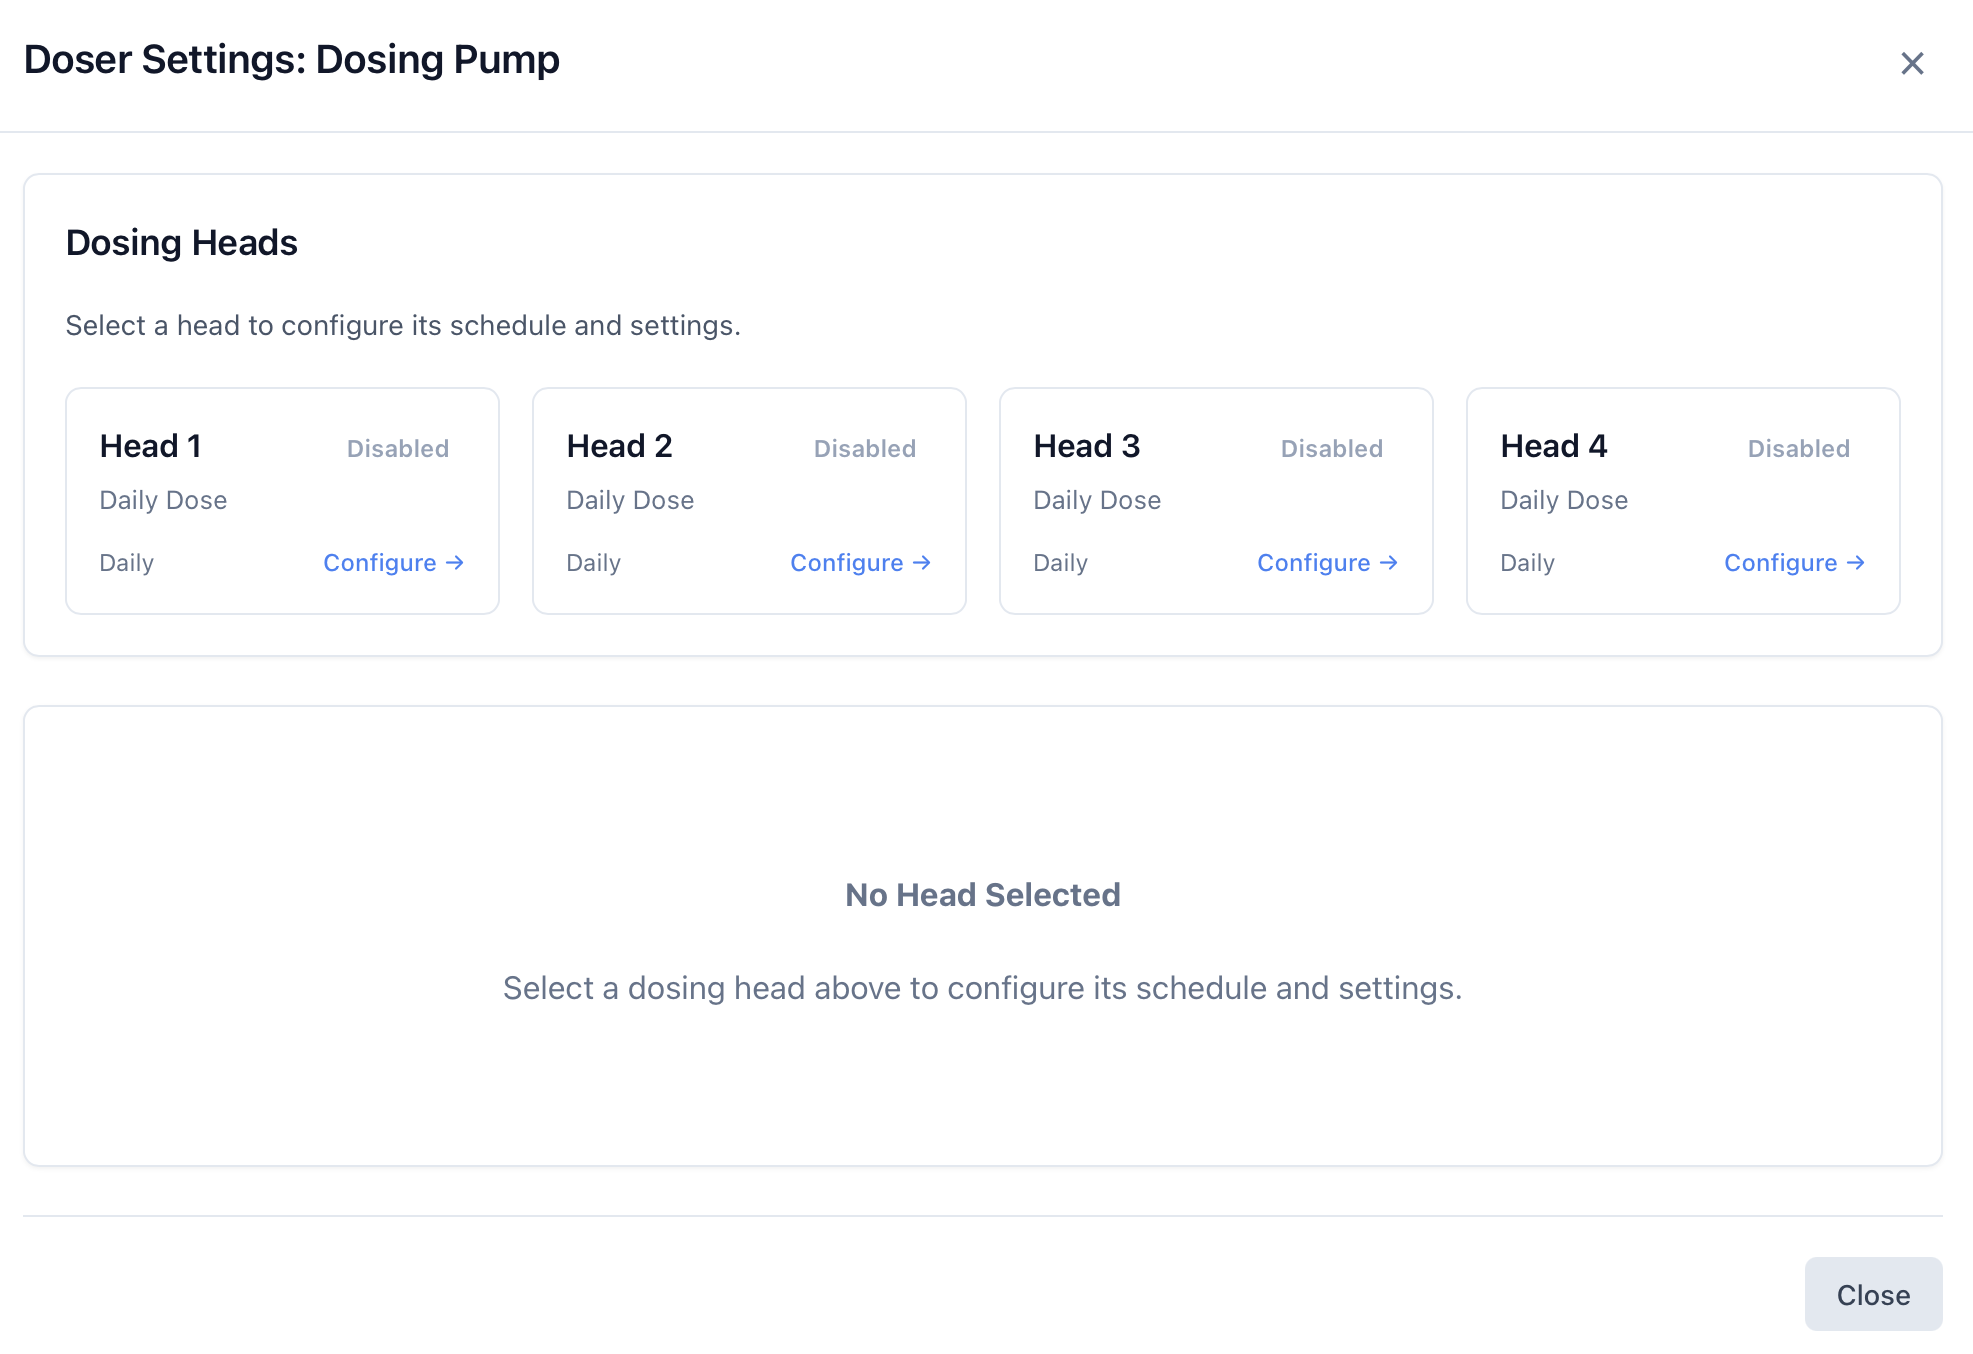 Doser Settings: Dosing Pump
Dosing Heads
Select a head to configure its schedule and settings.
Head 1 Disabled
Daily Dose
Daily Configure →
Head 2 Disabled
Daily Dose
Daily Configure →
Head 3 Disabled
Daily Dose
Daily Configure →
Head 4 Disabled
Daily Dose
Daily Configure →
No Head Selected
Select a dosing head above to configure its schedule and settings.
Close